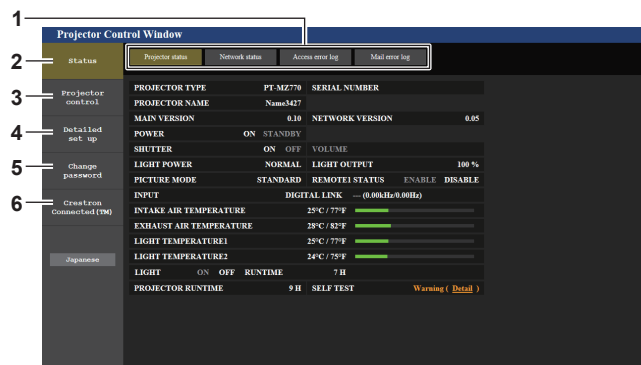 1
Projector Control Window
2
Status
Projector status Network status Access error log Mail error log
3
Projector
control
4
Detailed
set up
5
Change
password
6
Crestron
Connected(TM)
Japanese
PROJECTOR TYPE PT-MZ770 SERIAL NUMBER
PROJECTOR NAME Name3427
MAIN VERSION 0.10 NETWORK VERSION 0.05
POWER ON STANDBY
SHUTTER ON OFF VOLUME
LIGHT POWER NORMAL LIGHT OUTPUT 100 %
PICTURE MODE STANDARD REMOTE1 STATUS ENABLE DISABLE
INPUT DIGITAL LINK --- (0.00kHz/0.00Hz)
INTAKE AIR TEMPERATURE 25°C / 77°F
EXHAUST AIR TEMPERATURE 28°C / 82°F
LIGHT TEMPERATURE1 25°C / 77°F
LIGHT TEMPERATURE2 24°C / 75°F
LIGHT ON OFF RUNTIME 7 H
PROJECTOR RUNTIME 9 H SELF TEST Warning ( Detail )